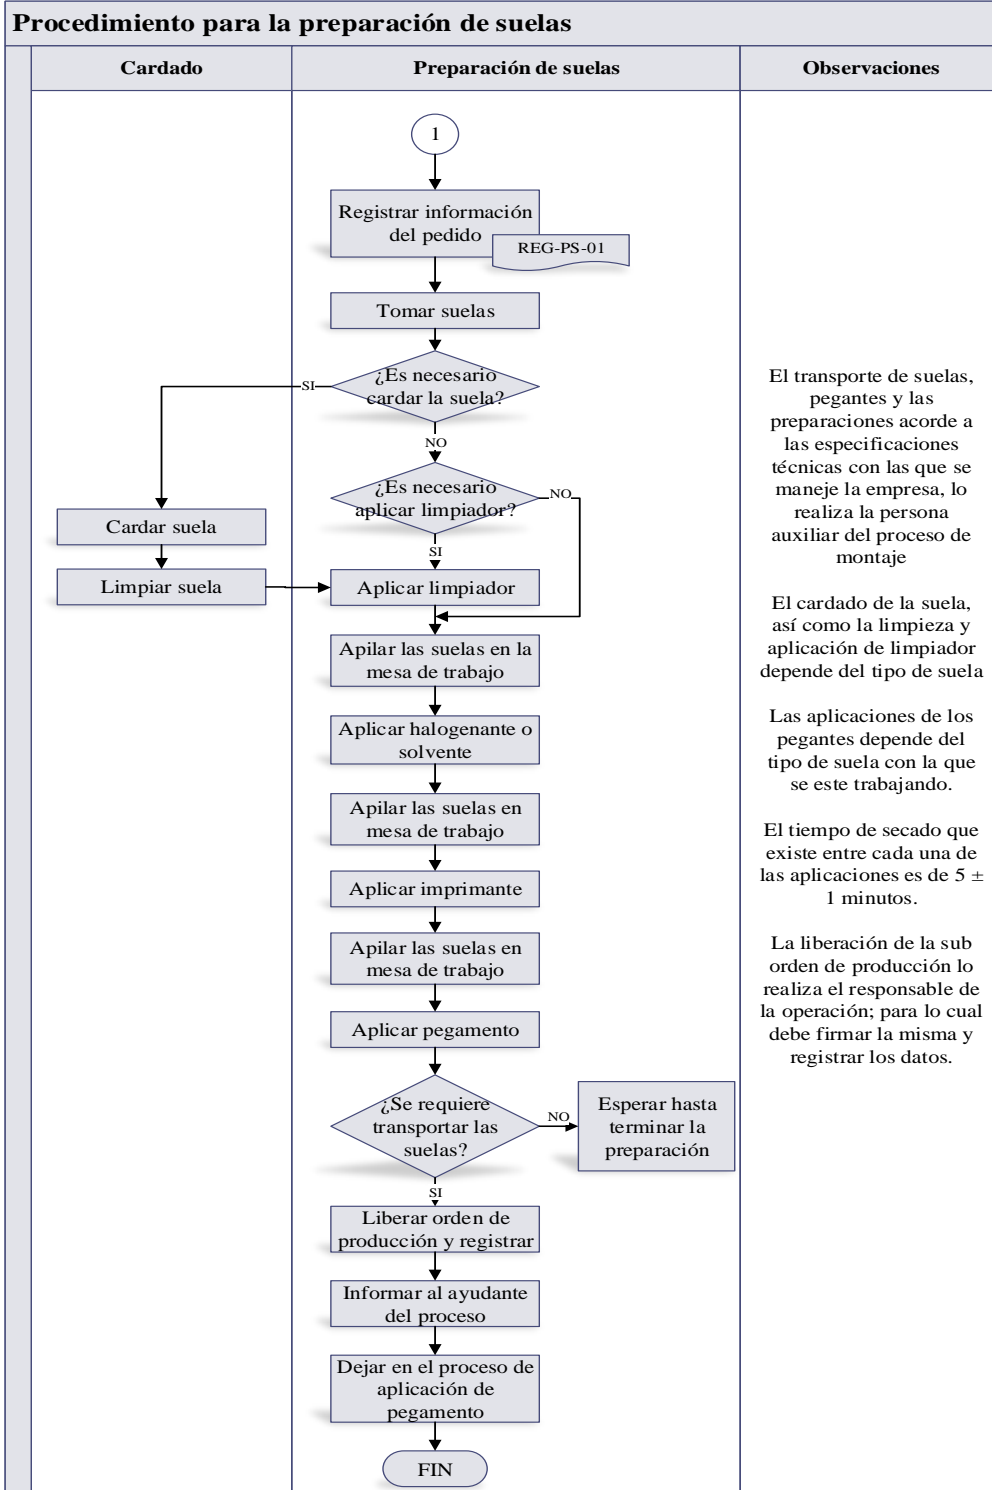 Procedimiento para la preparación de suelas
Cardado
Preparación de suelas
Observaciones
1
Registrar información
del pedido
REG-PS-01
Tomar suelas
¿Es necesario
cardar la suela?
SI
NO
¿Es necesario
aplicar limpiador?
NO
SI
Cardar suela
Limpiar suela
Aplicar limpiador
Apilar las suelas en la
mesa de trabajo
Aplicar halogenante o
solvente
Apilar las suelas en
mesa de trabajo
Aplicar imprimante
Apilar las suelas en
mesa de trabajo
Aplicar pegamento
¿Se requiere
transportar las
suelas?
NO
Esperar hasta
terminar la
preparación
SI
Liberar orden de
producción y registrar
Informar al ayudante
del proceso
Dejar en el proceso de
aplicación de
pegamento
FIN
El transporte de suelas,
pegantes y las
preparaciones acorde a
las especificaciones
técnicas con las que se
maneje la empresa, lo
realiza la persona
auxiliar del proceso de
montaje
El cardado de la suela,
así como la limpieza y
aplicación de limpiador
depende del tipo de suela
Las aplicaciones de los
pegantes depende del
tipo de suela con la que
se este trabajando.
El tiempo de secado que
existe entre cada una de
las aplicaciones es de 5 ±
1 minutos.
La liberación de la sub
orden de producción lo
realiza el responsable de
la operación; para lo cual
debe firmar la misma y
registrar los datos.